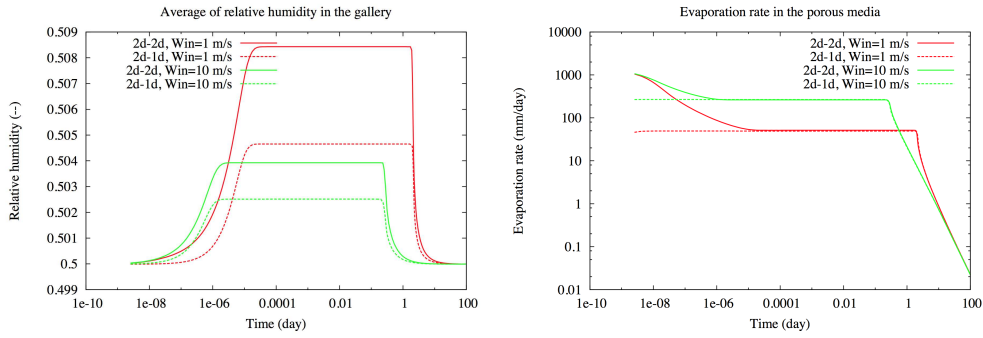 Average of relative humidity in the gallery
0.509
0.508
0.507
0.506
0.505
0.504
0.503
0.502
0.501
0.5
0.499
Relative humidity (--)
2d-2d, Win=1 m/s
2d-1d, Win=1 m/s
2d-2d, Win=10 m/s
2d-1d, Win=10 m/s
1e-10 1e-08 1e-06 0.0001 0.01 1 100
Time (day)
Evaporation rate in the porous media
10000
1000
100
10
1
0.1
0.01
Evaporation rate (mm/day)
2d-2d, Win=1 m/s
2d-1d, Win=1 m/s
2d-2d, Win=10 m/s
2d-1d, Win=10 m/s
1e-10 1e-08 1e-06 0.0001 0.01 1 100
Time (day)